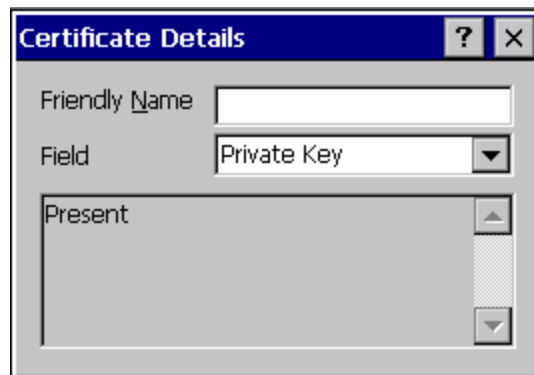 Certificate Details ? ×
Friendly Name
Field Private Key
Present